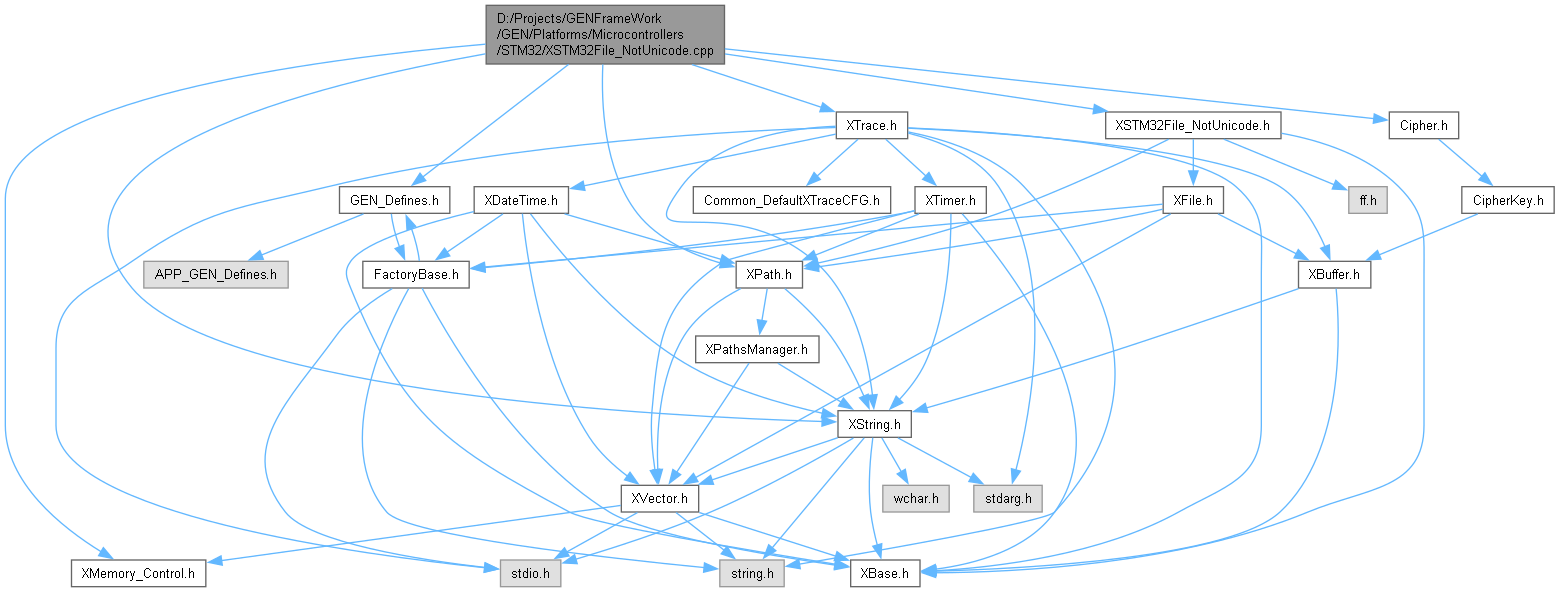 D:/Projects/GENFrameWork
/GEN/Platforms/Microcontrollers
/STM32/XSTM32File_NotUnicode.cpp
XTrace.h
XSTM32File_NotUnicode.h
Cipher.h
GEN_Defines.h
XDateTime.h
Common_DefaultXTraceCFG.h
XTimer.h
XFile.h
ff.h
CipherKey.h
APP_GEN_Defines.h
FactoryBase.h
XPath.h
XBuffer.h
XPathsManager.h
XString.h
XVector.h
wchar.h
stdarg.h
XMemory_Control.h
stdio.h
string.h
XBase.h